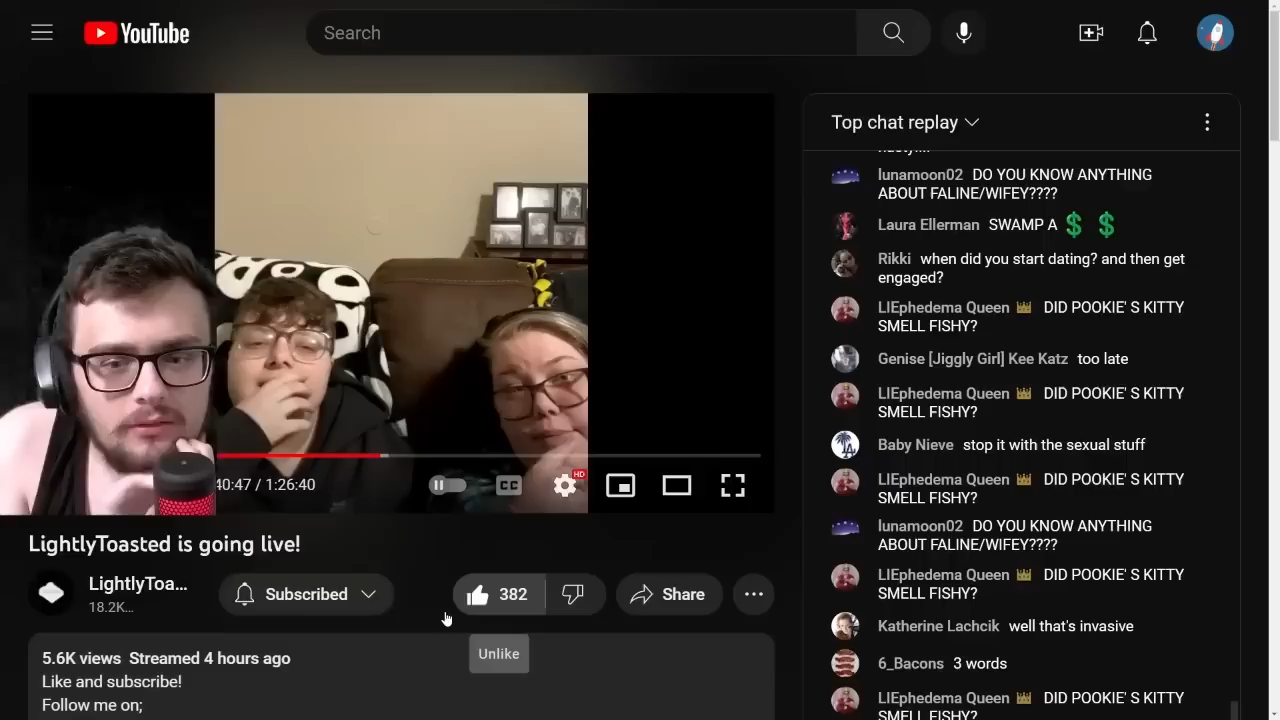 YouTube
Search
Top chat replay
lunamoon02 DO YOU KNOW ANYTHING
ABOUT FALINE/WIFEY????
Laura Ellerman SWAMP A 💲 💲
Rikki when did you start dating? and then get
engaged?
LIEphedema Queen 👑 DID POOKIE' S KITTY
SMELL FISHY?
Genise [Jiggly Girl] Kee Katz too late
LIEphedema Queen 👑 DID POOKIE' S KITTY
SMELL FISHY?
Baby Nieve stop it with the sexual stuff
LIEphedema Queen 👑 DID POOKIE' S KITTY
SMELL FISHY?
lunamoon02 DO YOU KNOW ANYTHING
ABOUT FALINE/WIFEY????
LIEphedema Queen 👑 DID POOKIE' S KITTY
SMELL FISHY?
Katherine Lachcik well that's invasive
6_Bacons 3 words
LIEphedema Queen 👑 DID POOKIE' S KITTY
SMELL FISHY?
40:47 / 1:26:40
CC
HD
LightlyToasted is going live!
LightlyToa...
18.2K...
Subscribed
382
Share
Unlike
5.6K views Streamed 4 hours ago
Like and subscribe!
Follow me on;